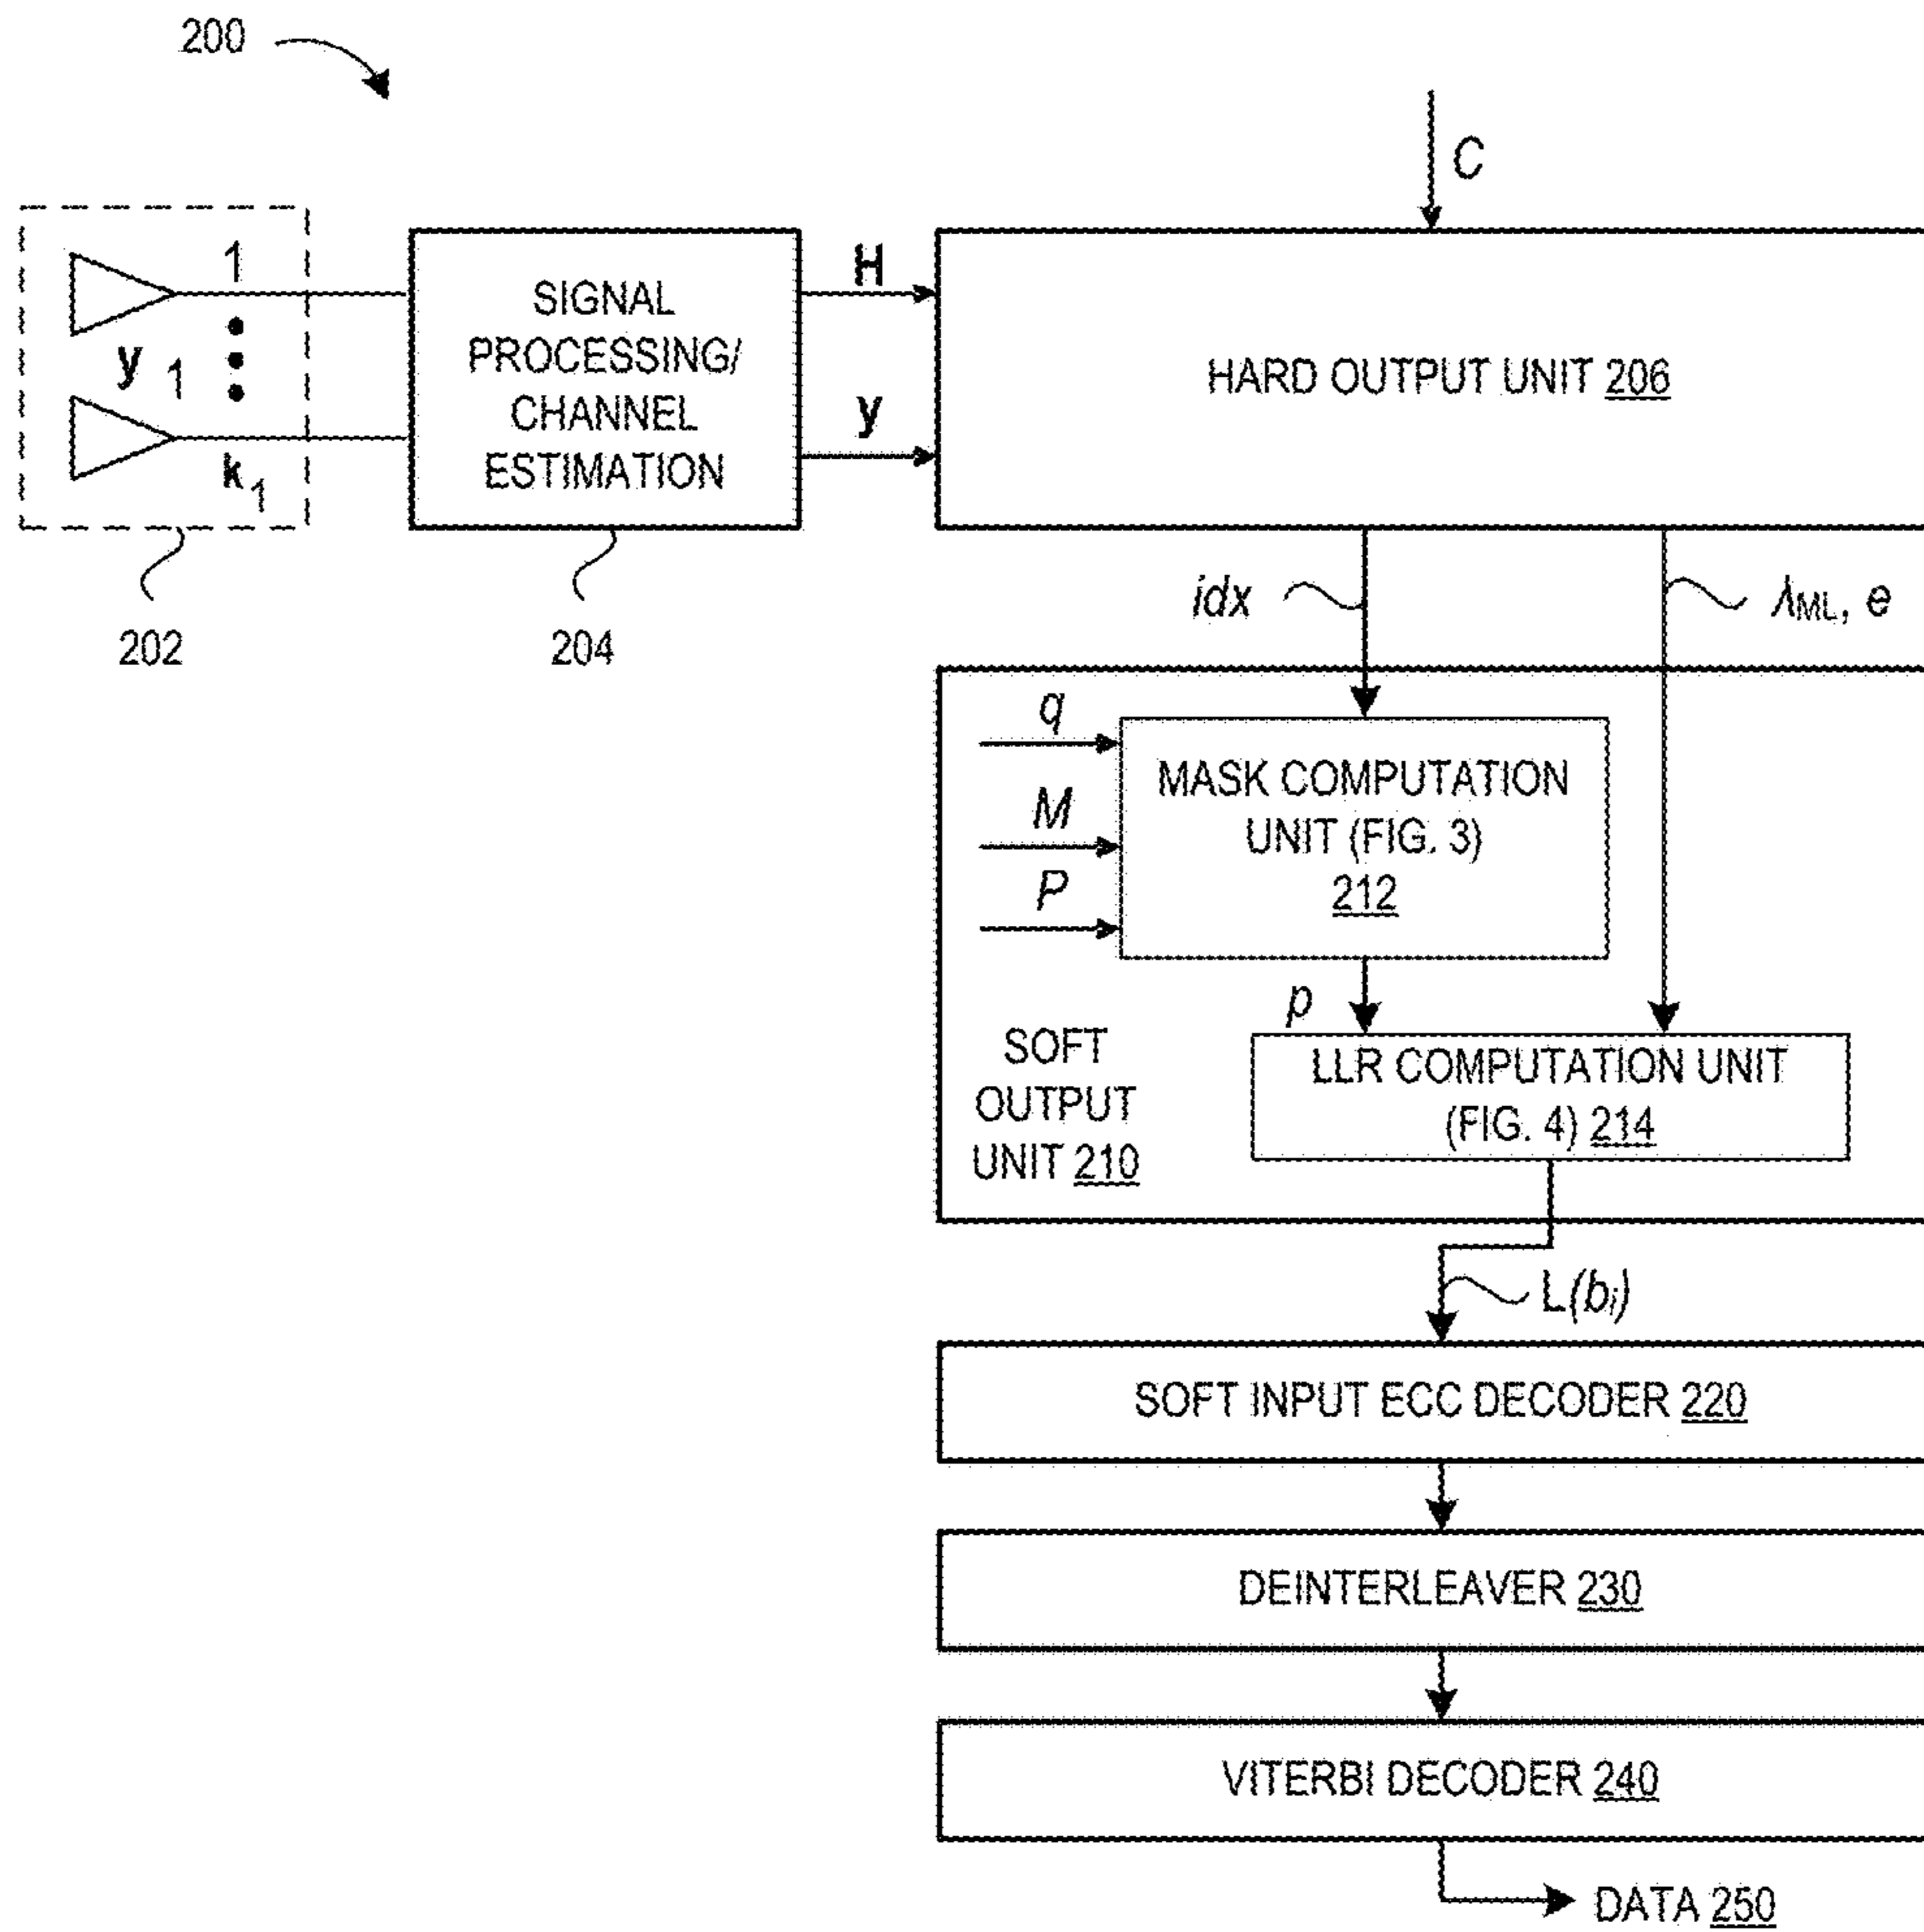 200
C
1
y 1
k1
SIGNAL
PROCESSING/
CHANNEL
ESTIMATION
H
y
HARD OUTPUT UNIT 206
202
204
idx
λML, e
q
M
P
MASK COMPUTATION
UNIT (FIG. 3)
212
p
SOFT
OUTPUT
UNIT 210
LLR COMPUTATION UNIT
(FIG. 4) 214
L(bi)
SOFT INPUT ECC DECODER 220
DEINTERLEAVER 230
VITERBI DECODER 240
DATA 250